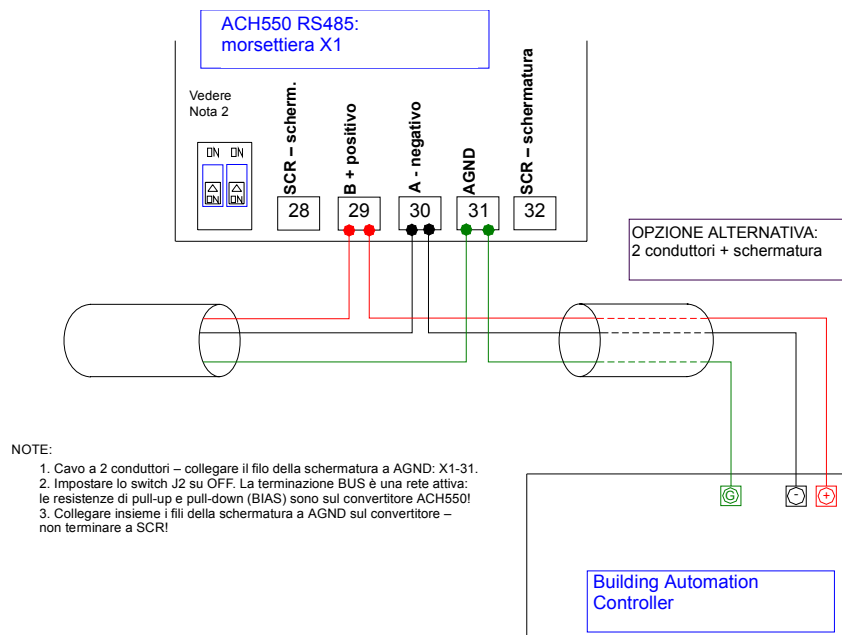 ACH550 RS485:
morsettiera X1
Vedere
Nota 2
ON ON
ON ON
SCR – scherm.
B + positivo
A - negativo
AGND
SCR – schermatura
28 29 30 31 32
OPZIONE ALTERNATIVA:
2 conduttori + schermatura
NOTE:
1. Cavo a 2 conduttori – collegare il filo della schermatura a AGND: X1-31.
2. Impostare lo switch J2 su OFF. La terminazione BUS è una rete attiva:
le resistenze di pull-up e pull-down (BIAS) sono sul convertitore ACH550!
3. Collegare insieme i fili della schermatura a AGND sul convertitore –
non terminare a SCR!
G - +
Building Automation
Controller